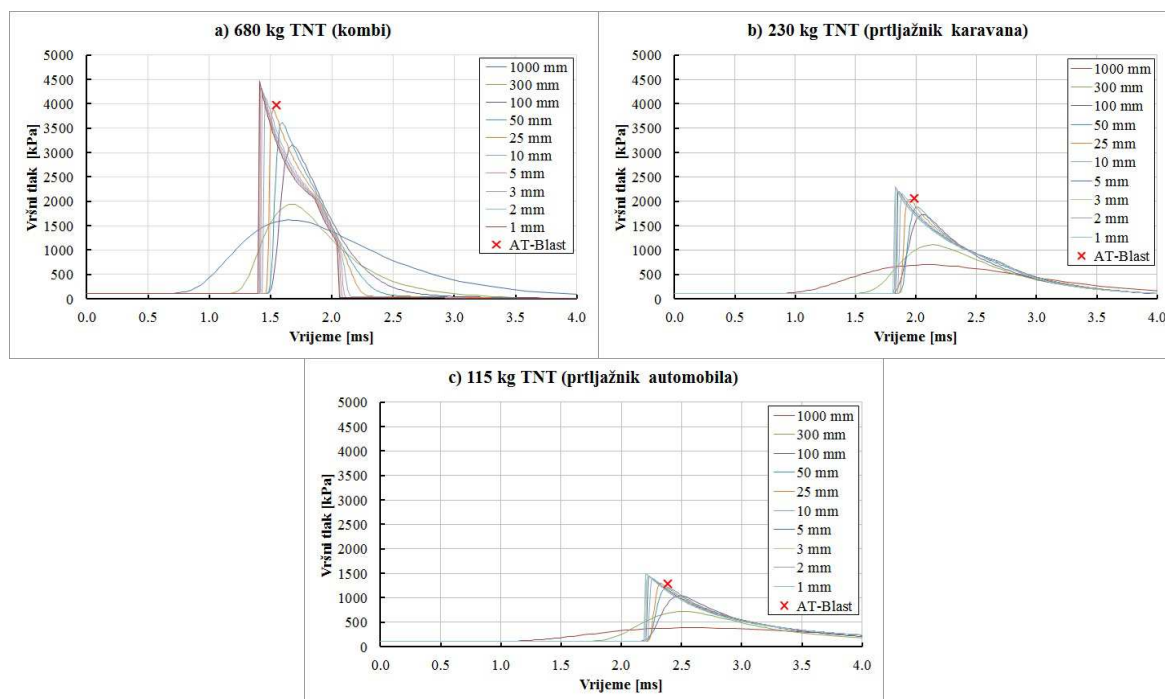 a) 680 kg TNT (kombi)
Vršni tlak [kPa]
5000
4500
4000
3500
3000
2500
2000
1500
1000
500
0
0.0 0.5 1.0 1.5 2.0 2.5 3.0 3.5 4.0
Vrijeme [ms]
1000 mm
300 mm
100 mm
50 mm
25 mm
10 mm
5 mm
3 mm
2 mm
1 mm
AT-Blast
b) 230 kg TNT (prtljažnik karavana)
Vršni tlak [kPa]
5000
4500
4000
3500
3000
2500
2000
1500
1000
500
0
0.0 0.5 1.0 1.5 2.0 2.5 3.0 3.5 4.0
Vrijeme [ms]
1000 mm
300 mm
100 mm
50 mm
25 mm
10 mm
5 mm
3 mm
2 mm
1 mm
AT-Blast
c) 115 kg TNT (prtljažnik automobila)
Vršni tlak [kPa]
5000
4500
4000
3500
3000
2500
2000
1500
1000
500
0
0.0 0.5 1.0 1.5 2.0 2.5 3.0 3.5 4.0
Vrijeme [ms]
1000 mm
300 mm
100 mm
50 mm
25 mm
10 mm
5 mm
3 mm
2 mm
1 mm
AT-Blast